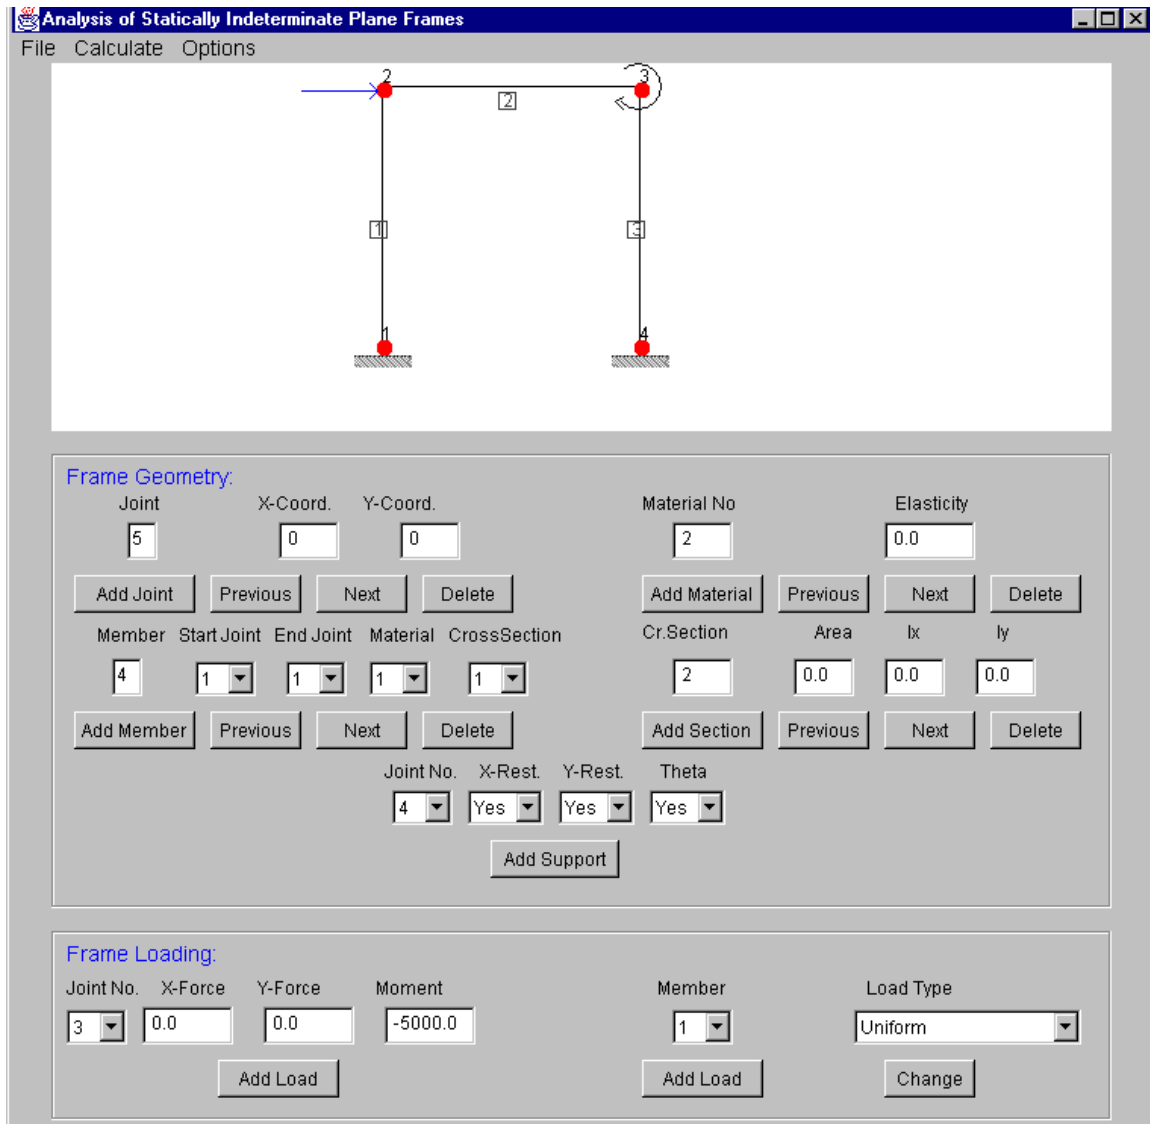 Analysis of Statically Indeterminate Plane Frames
File Calculate Options
2 3
2
1 3
1 4
Frame Geometry:
Joint X-Coord. Y-Coord. Material No Elasticity
5 0 0 2 0.0
Add Joint Previous Next Delete Add Material Previous Next Delete
Member Start Joint End Joint Material CrossSection Cr.Section Area Ix Iy
4 1 1 1 1 2 0.0 0.0 0.0
Add Member Previous Next Delete Add Section Previous Next Delete
Joint No. X-Rest. Y-Rest. Theta
4 Yes Yes Yes
Add Support
Frame Loading:
Joint No. X-Force Y-Force Moment Member Load Type
3 0.0 0.0 -5000.0 1 Uniform
Add Load Add Load Change